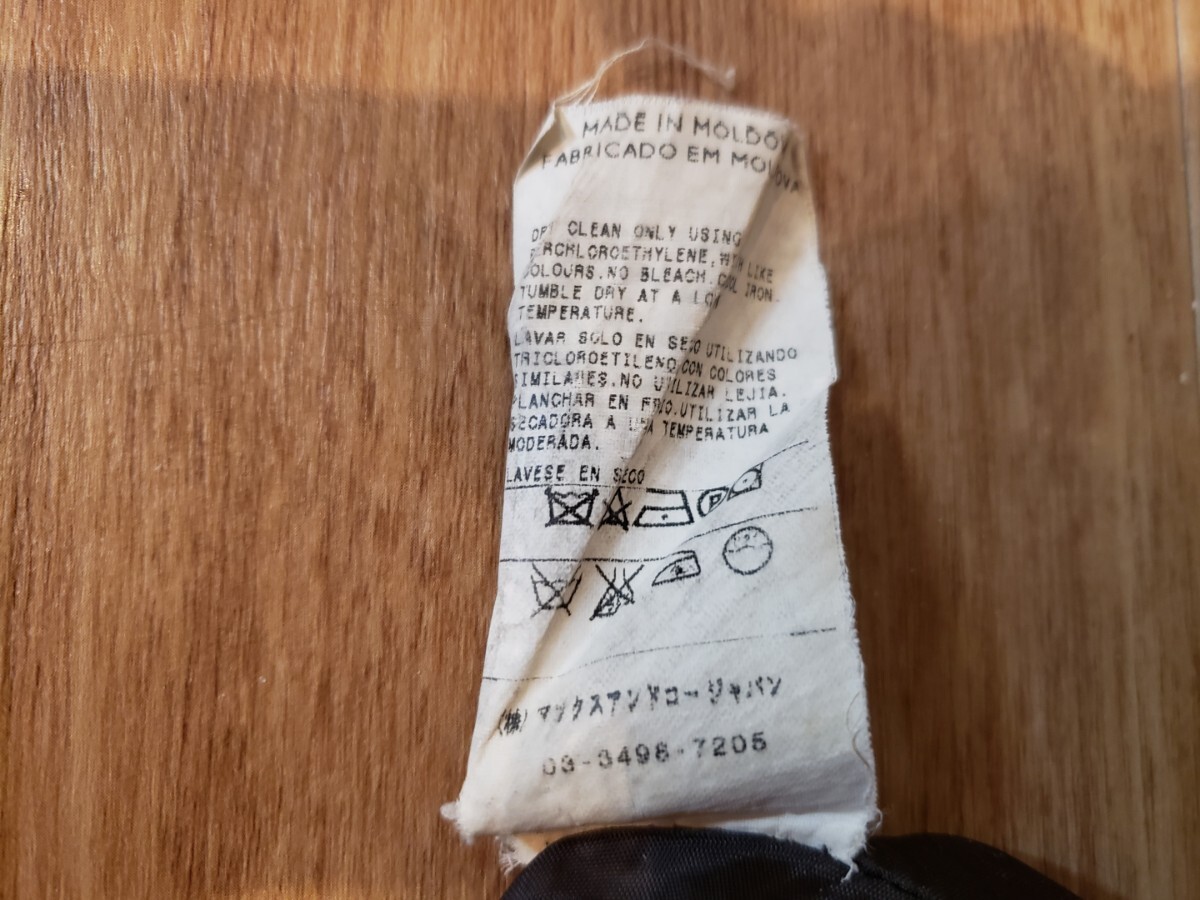 MADE IN MOLDOV
FABRICADO EM MOLOVA
DRY CLEAN ONLY USING
PERCHLOROETHYLENE, WITH LIKE
COLOURS.NO BLEACH.COOL IRON.
TUMBLE DRY AT A LOW
TEMPERATURE.
LAVAR SOLO EN SECO UTILIZANDO
TRICLOROETILENO,CON COLORES
SIMILARES.NO UTILIZAR LEJIA.
PLANCHAR EN FRIO.UTILIZAR LA
SECADORA A UNA TEMPERATURA
MODERADA.
LAVESE EN SECO
P
(株)マックスアンドコージャパン
03-3498-7205